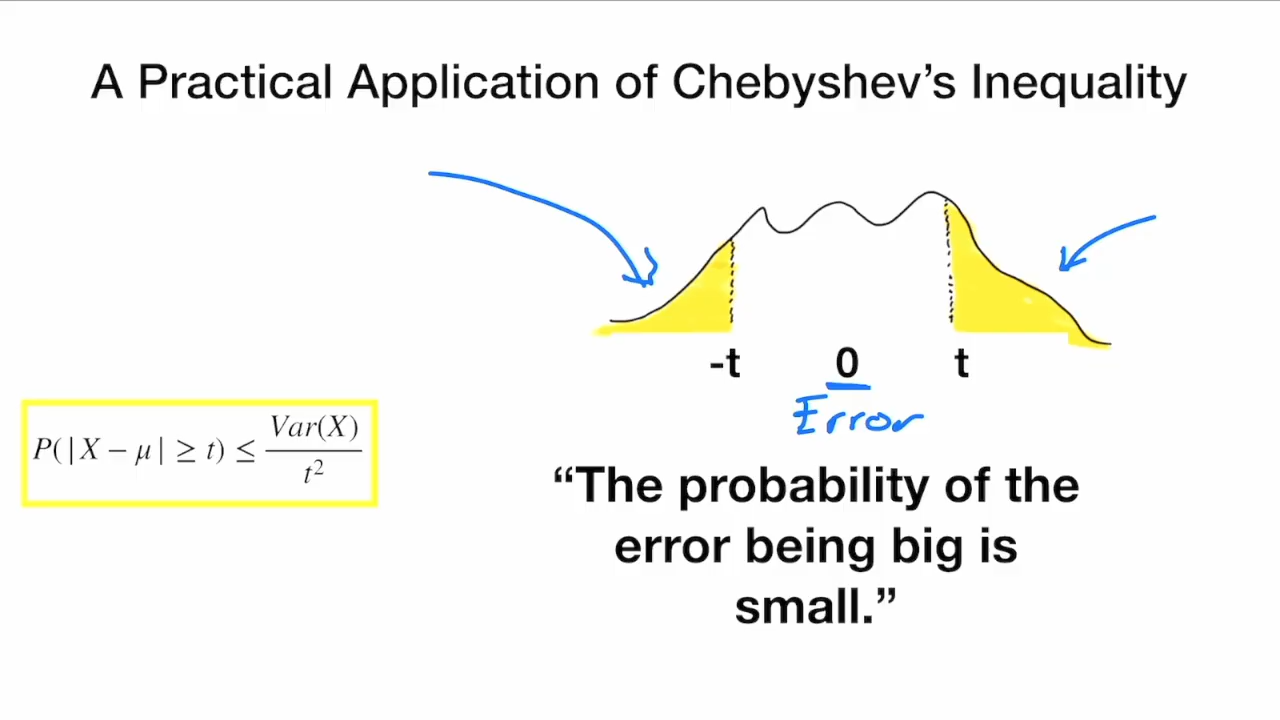 A Practical Application of Chebyshev’s Inequality
-t 0 t
Error
P(|X − μ| ≥ t) ≤ Var(X) / t²
“The probability of the
error being big is
small.”